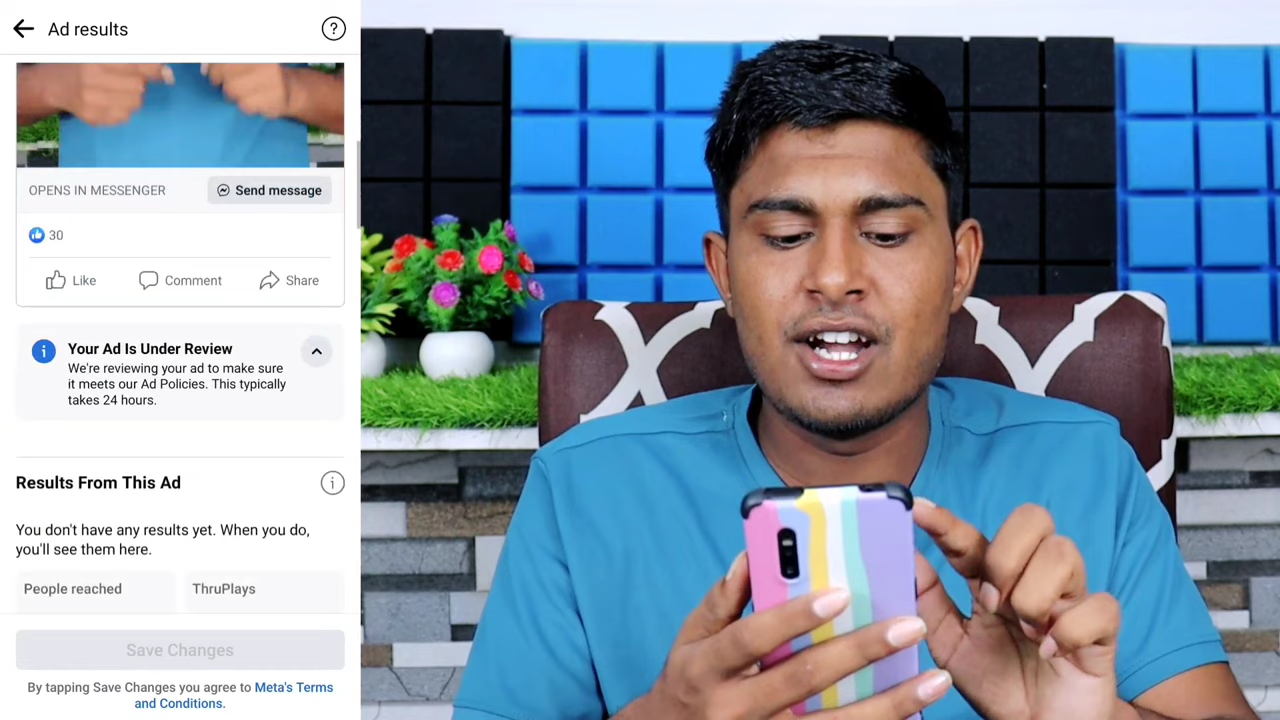 Ad results
?
OPENS IN MESSENGER
Send message
30
Like
Comment
Share
Your Ad Is Under Review
We're reviewing your ad to make sure
it meets our Ad Policies. This typically
takes 24 hours.
Results From This Ad
You don't have any results yet. When you do,
you'll see them here.
People reached
ThruPlays
Save Changes
By tapping Save Changes you agree to Meta's Terms
and Conditions.